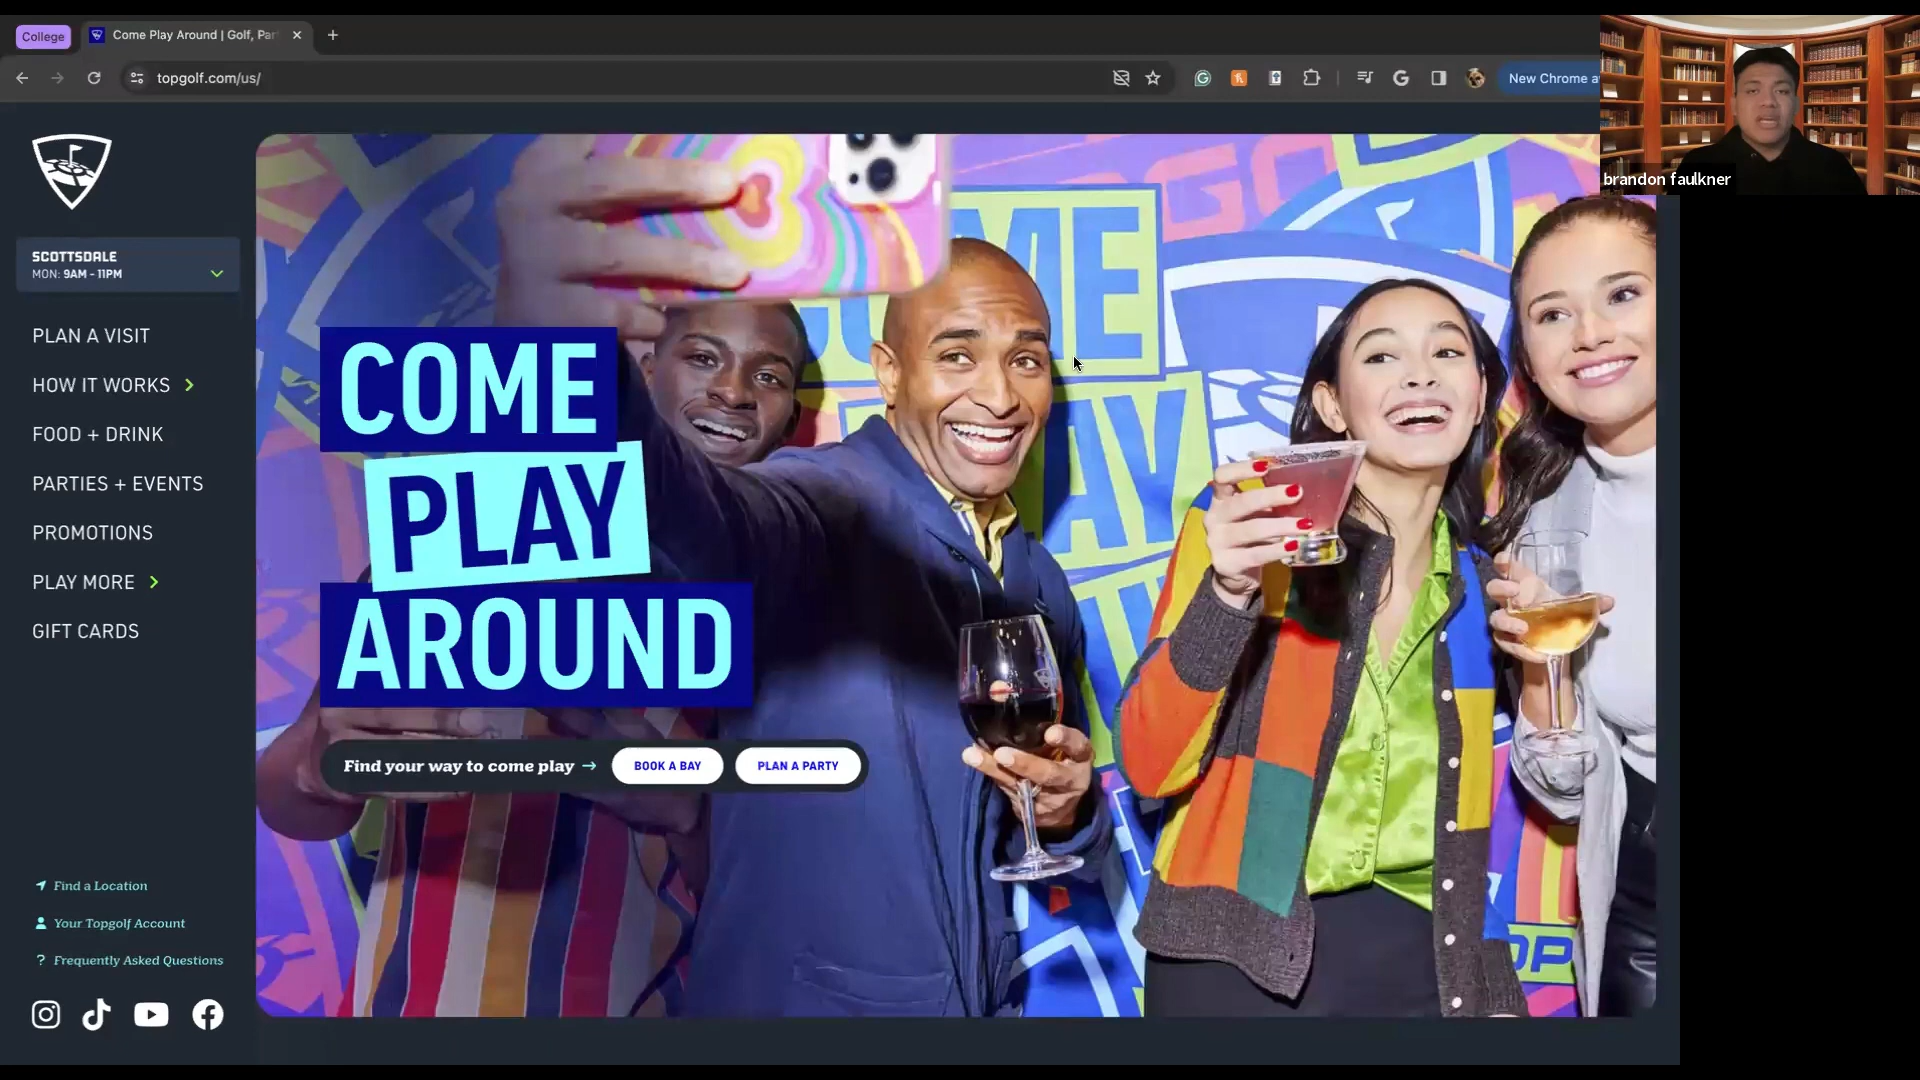 College
Come Play Around | Golf, Par
topgolf.com/us/
New Chrome a
brandon faulkner
SCOTTSDALE
MON: 9AM - 11PM
PLAN A VISIT
HOW IT WORKS
FOOD + DRINK
PARTIES + EVENTS
PROMOTIONS
PLAY MORE
GIFT CARDS
COME
PLAY
AROUND
Find your way to come play →
BOOK A BAY
PLAN A PARTY
Find a Location
Your Topgolf Account
? Frequently Asked Questions